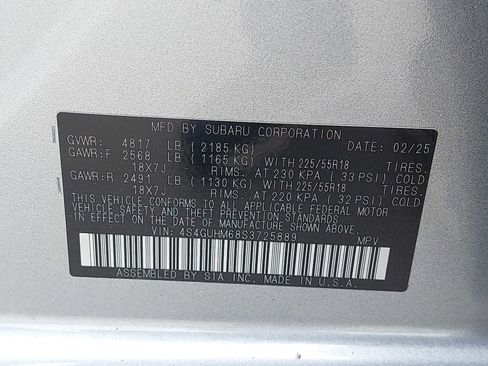 MFD BY SUBARU CORPORATION 02/25
GVWR: 4817 LB (2185 KG)
GAWR:F 2568 LB (1165 KG) WITH 225/55R18 TIRES.
18X7J RIMS. AT 230 KPA (33 PSI) COLD
GAWR:R 2491 LB (1130 KG) WITH 225/55R18 TIRES.
18X7J RIMS. AT 220 KPA (32 PSI) COLD
THIS VEHICLE CONFORMS TO ALL APPLICABLE FEDERAL MOTOR
VEHICLE SAFETY AND THEFT PREVENTION STANDARDS
IN EFFECT ON THE DATE OF MANUFACTURE SHOWN ABOVE.
VIN: 4S4GUHM68S3725889 MPV
ASSEMBLED BY SIA INC. MADE IN U.S.A.